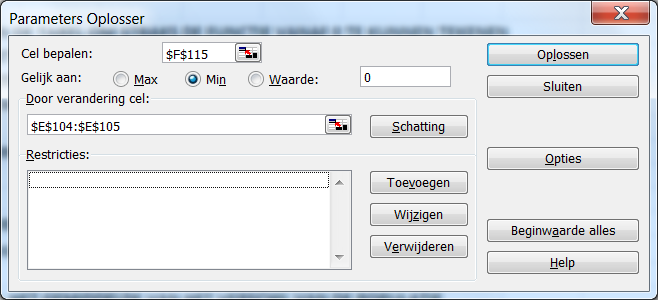 Parameters Oplosser
Cel bepalen: $F$115
Gelijk aan: Max Min Waarde: 0
Door verandering cel:
$E$104:$E$105
Restricties:
Schatting
Toevoegen
Wijzigen
Verwijderen
Oplossen
Sluiten
Opties
Beginwaarde alles
Help